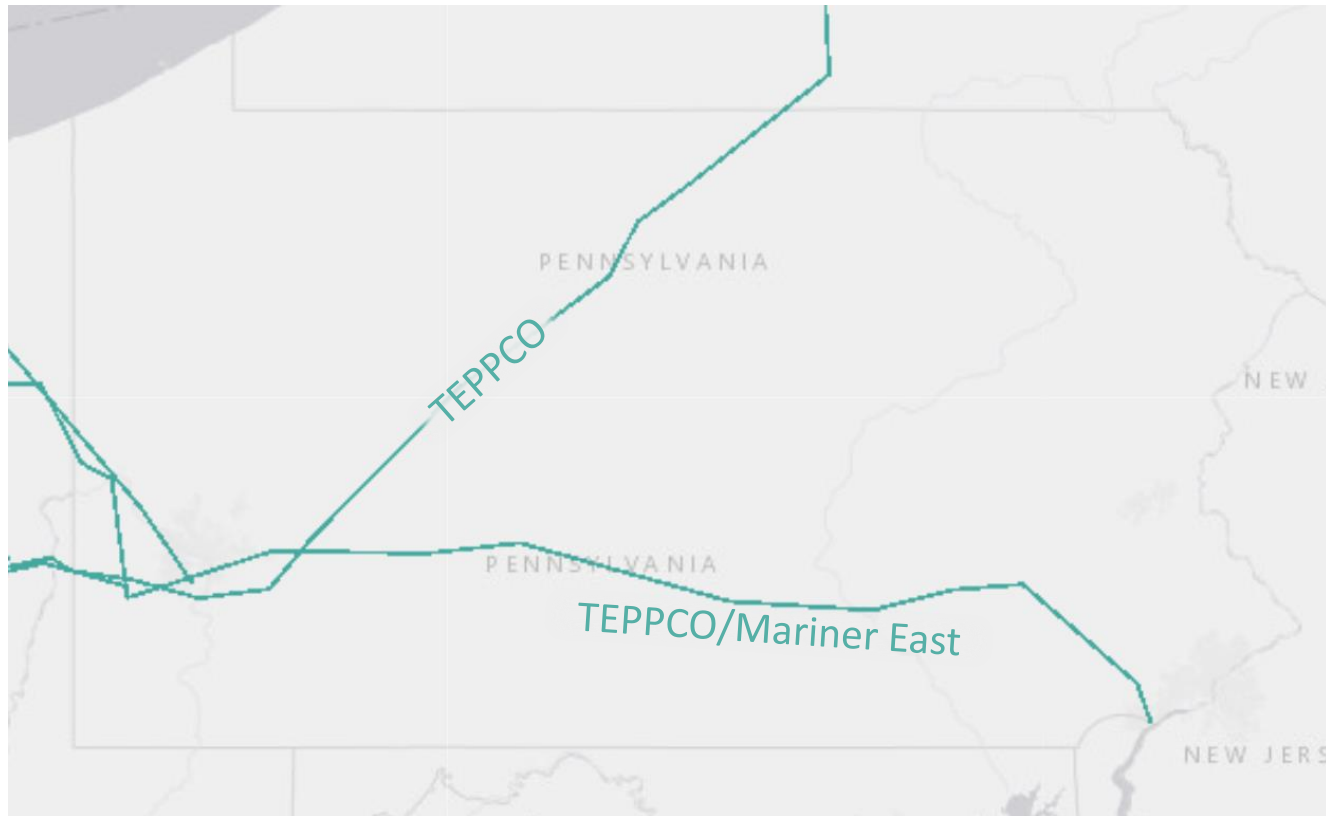 PENNSYLVANIA
TEPPCO
NEW
PENNSYLVANIA
TEPPCO/Mariner East
NEW JERS